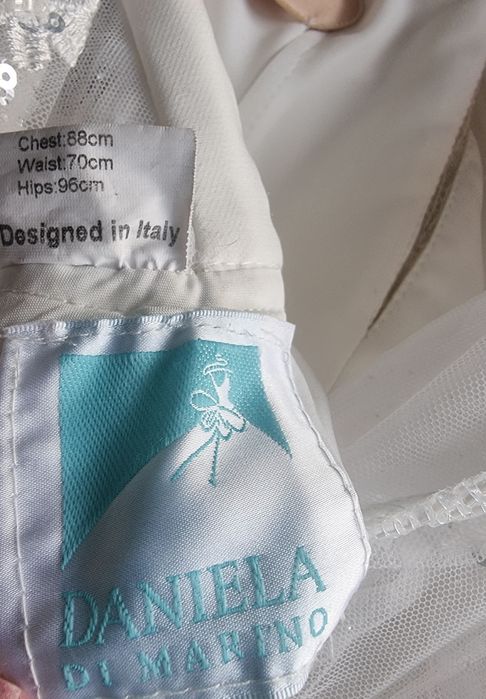 Chest:88cm
Waist:70cm
Hips:96cm
Designed in Italy
DANIELA
DI MARINO